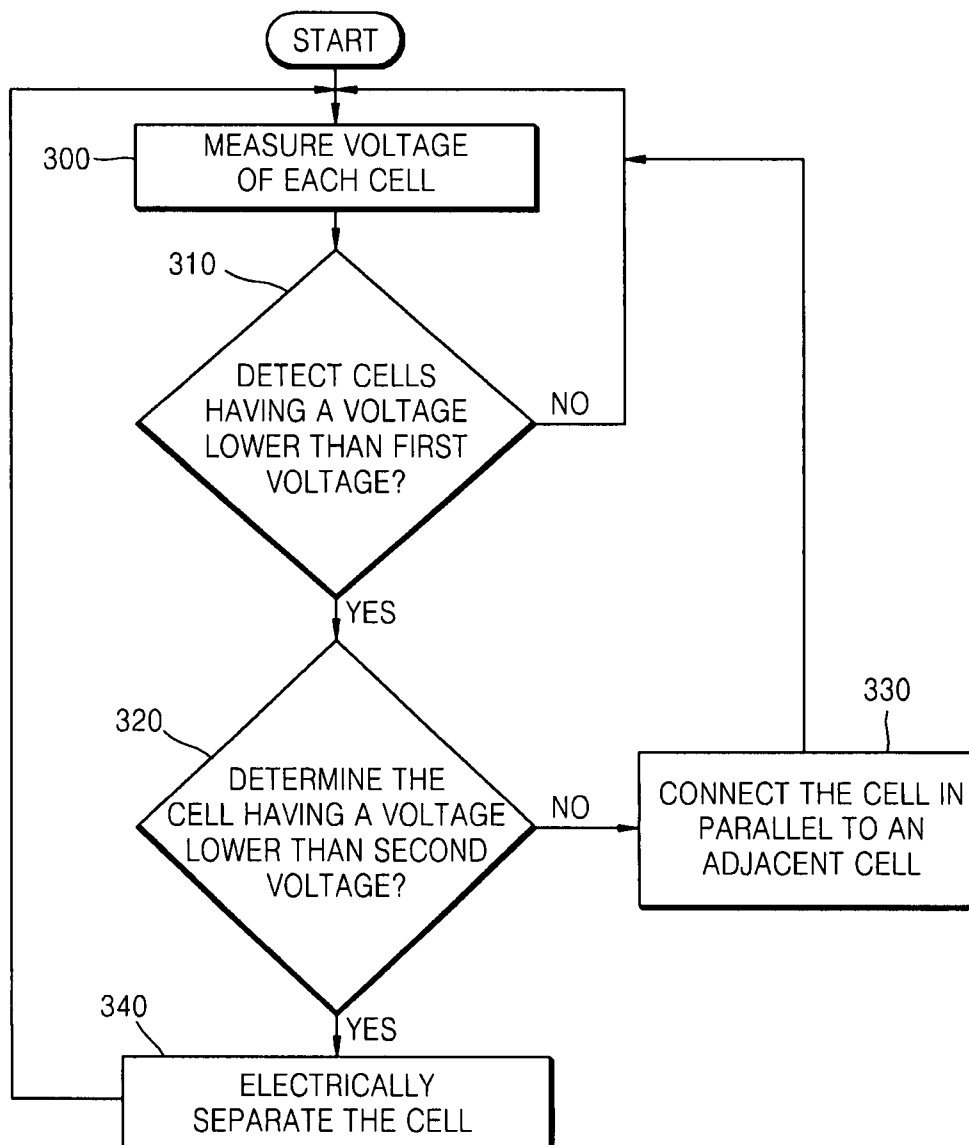 START
300
MEASURE VOLTAGE
OF EACH CELL
310
DETECT CELLS
HAVING A VOLTAGE
LOWER THAN FIRST
VOLTAGE?
NO
YES
320
DETERMINE THE
CELL HAVING A VOLTAGE
LOWER THAN SECOND
VOLTAGE?
NO
330
CONNECT THE CELL IN
PARALLEL TO AN
ADJACENT CELL
YES
340
ELECTRICALLY
SEPARATE THE CELL